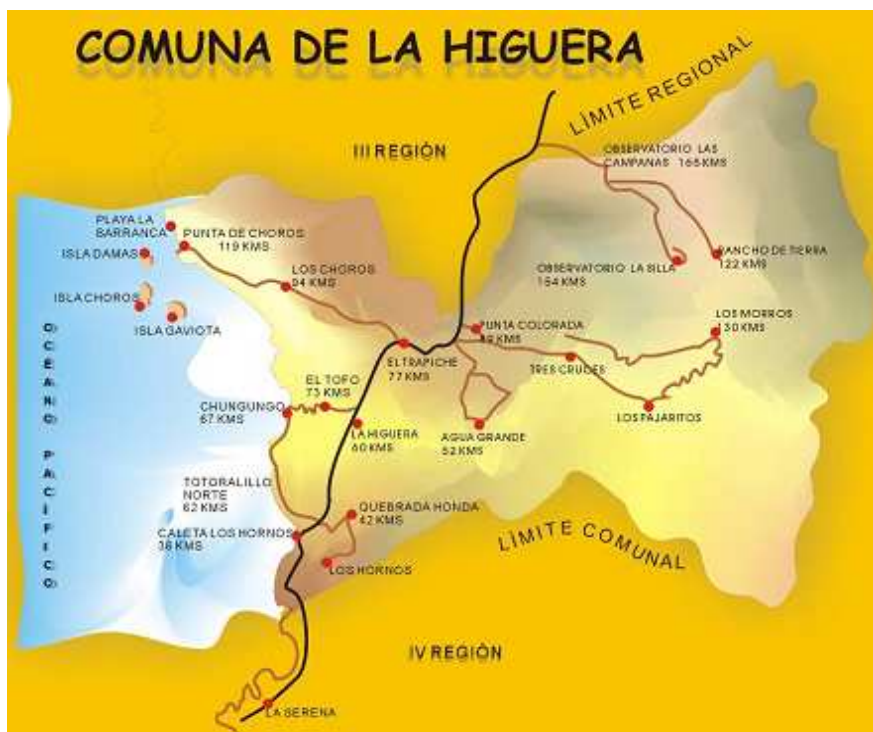 COMUNA DE LA HIGUERA
LÍMITE REGIONAL
III REGIÓN
OBSERVATORIO LAS
CAMPANAS 165 KMS
PLAYA LA
BARRANCA
PUNTA DE CHOROS
119 KMS
ISLA DAMAS
LOS CHOROS
94 KMS
OBSERVATORIO LA SILLA
154 KMS
PANCHO DE TIERRA
122 KMS
ISLA CHOROS
ISLA GAVIOTA
PUNTA COLORADA
LOS MORROS
130 KMS
EL TRAPICHE
77 KMS
TRES CRUCES
EL TOFO
73 KMS
CHUNGUNGO
67 KMS
LA HIGUERA
60 KMS
AGUA GRANDE
52 KMS
LOS PAJARITOS
OCÉANO PACÍFICO
TOTORALILLO
NORTE
62 KMS
QUEBRADA HONDA
42 KMS
CALETA LOS HORNOS
38 KMS
LOS HORNOS
LÍMITE COMUNAL
IV REGIÓN
LA SERENA